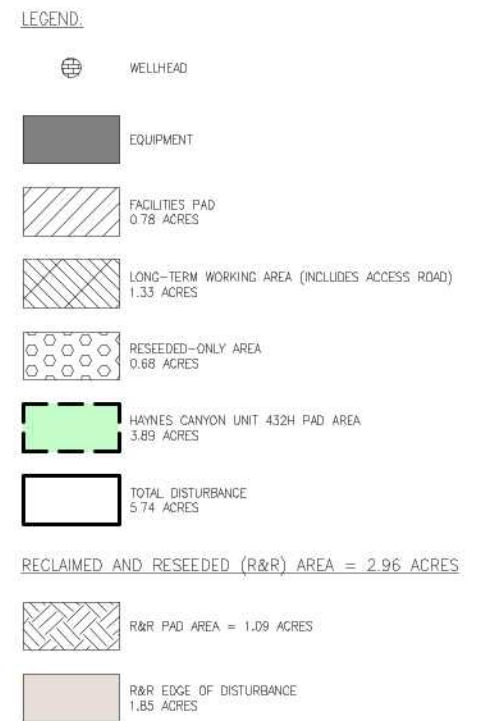 LEGEND:
WELLHEAD
EQUIPMENT
FACILITIES PAD
0.78 ACRES
LONG-TERM WORKING AREA (INCLUDES ACCESS ROAD)
1.33 ACRES
RESEEDED-ONLY AREA
0.68 ACRES
HAYNES CANYON UNIT 432H PAD AREA
3.89 ACRES
TOTAL DISTURBANCE
5.74 ACRES
RECLAIMED AND RESEEDED (R&R) AREA = 2.96 ACRES
R&R PAD AREA = 1.09 ACRES
R&R EDGE OF DISTURBANCE
1.85 ACRES